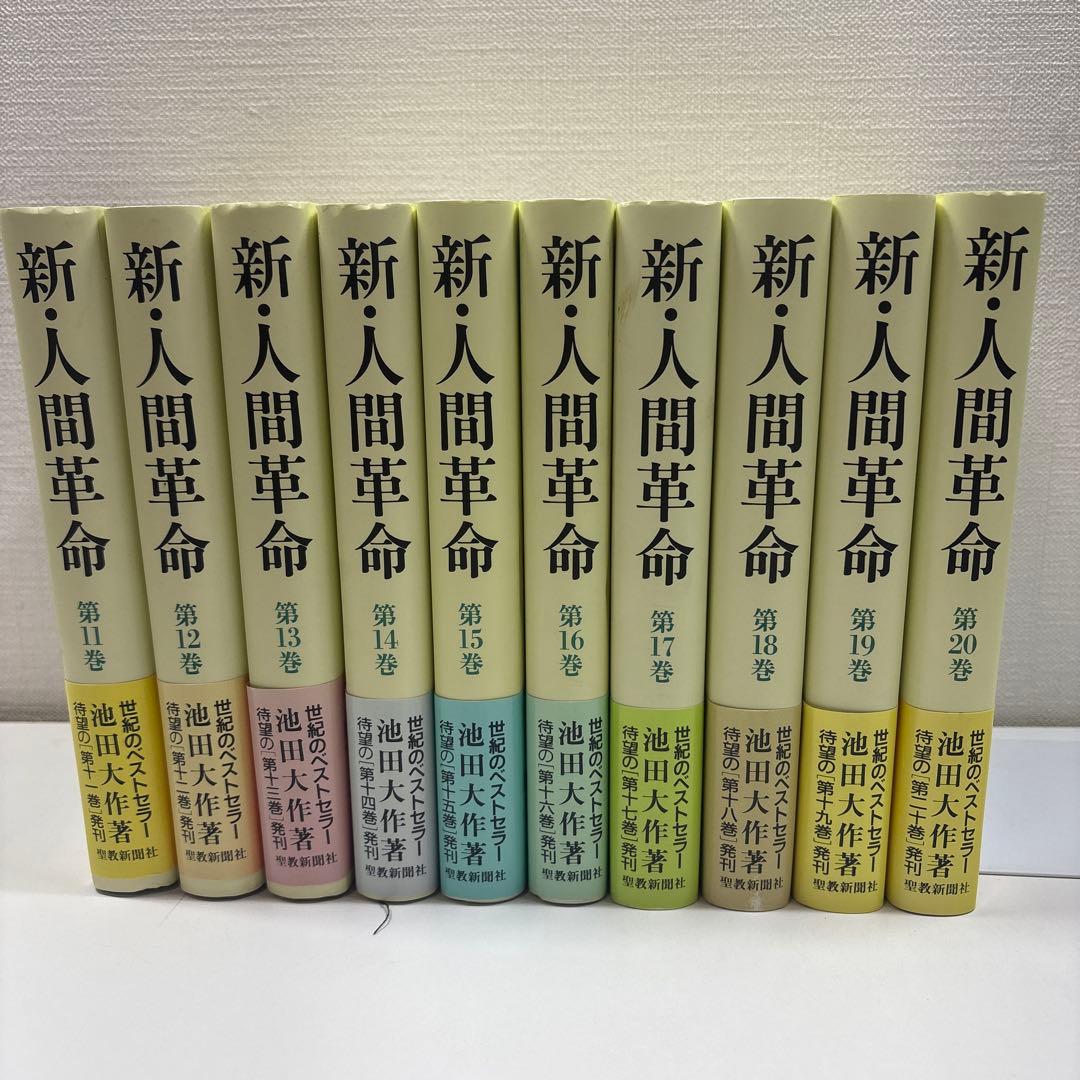 新・人間革命
第11巻
世紀のベストセラー
池田大作著
待望の[第十一巻]発刊
聖教新聞社
新・人間革命
第12巻
世紀のベストセラー
池田大作著
待望の[第十二巻]発刊
聖教新聞社
新・人間革命
第13巻
世紀のベストセラー
池田大作著
待望の[第十三巻]発刊
聖教新聞社
新・人間革命
第14巻
世紀のベストセラー
池田大作著
待望の[第十四巻]発刊
聖教新聞社
新・人間革命
第15巻
世紀のベストセラー
池田大作著
待望の[第十五巻]発刊
聖教新聞社
新・人間革命
第16巻
世紀のベストセラー
池田大作著
待望の[第十六巻]発刊
聖教新聞社
新・人間革命
第17巻
世紀のベストセラー
池田大作著
待望の[第十七巻]発刊
聖教新聞社
新・人間革命
第18巻
世紀のベストセラー
池田大作著
待望の[第十八巻]発刊
聖教新聞社
新・人間革命
第19巻
世紀のベストセラー
池田大作著
待望の[第十九巻]発刊
聖教新聞社
新・人間革命
第20巻
世紀のベストセラー
池田大作著
待望の[第二十巻]発刊
聖教新聞社